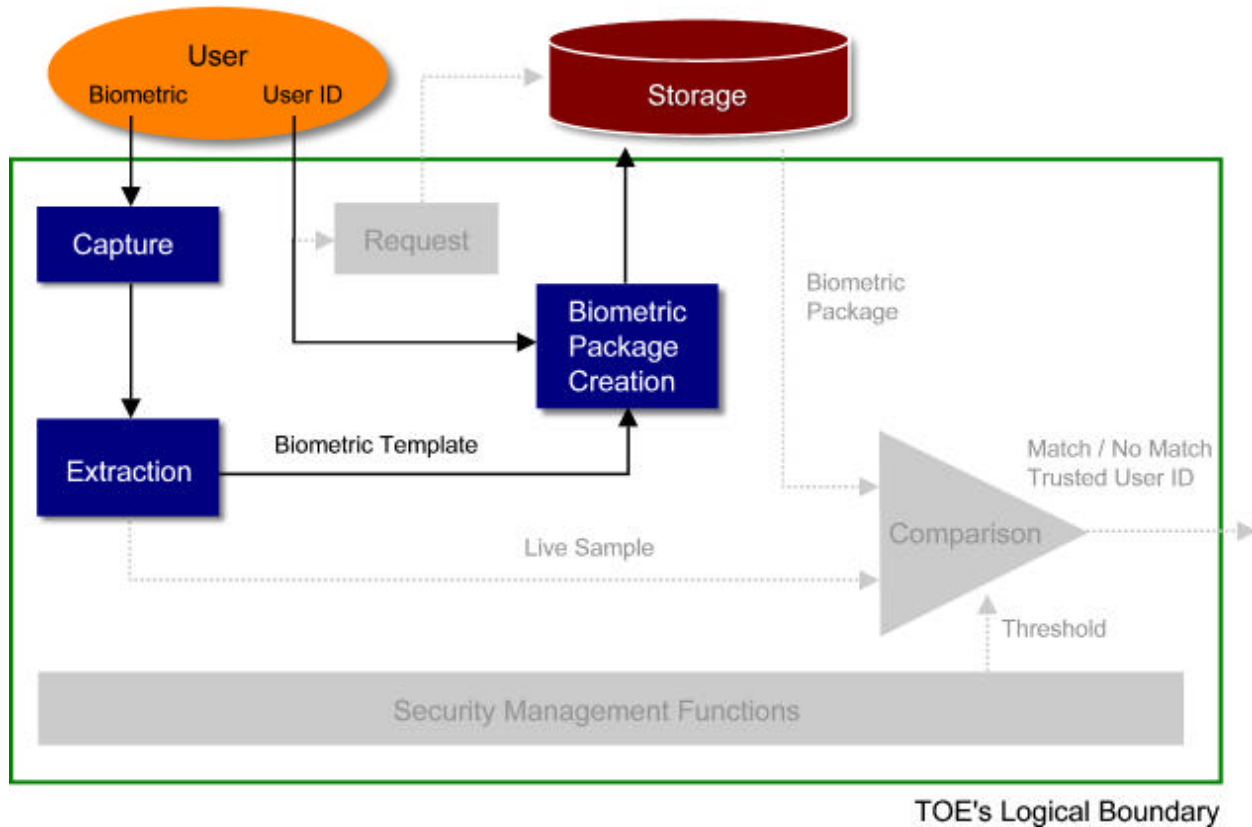 User
Biometric User ID
Storage
Capture
Request
Biometric
Package
Creation
Biometric
Package
Extraction
Biometric Template
Match / No Match
Trusted User ID
Comparison
Live Sample
Threshold
Security Management Functions
TOE's Logical Boundary